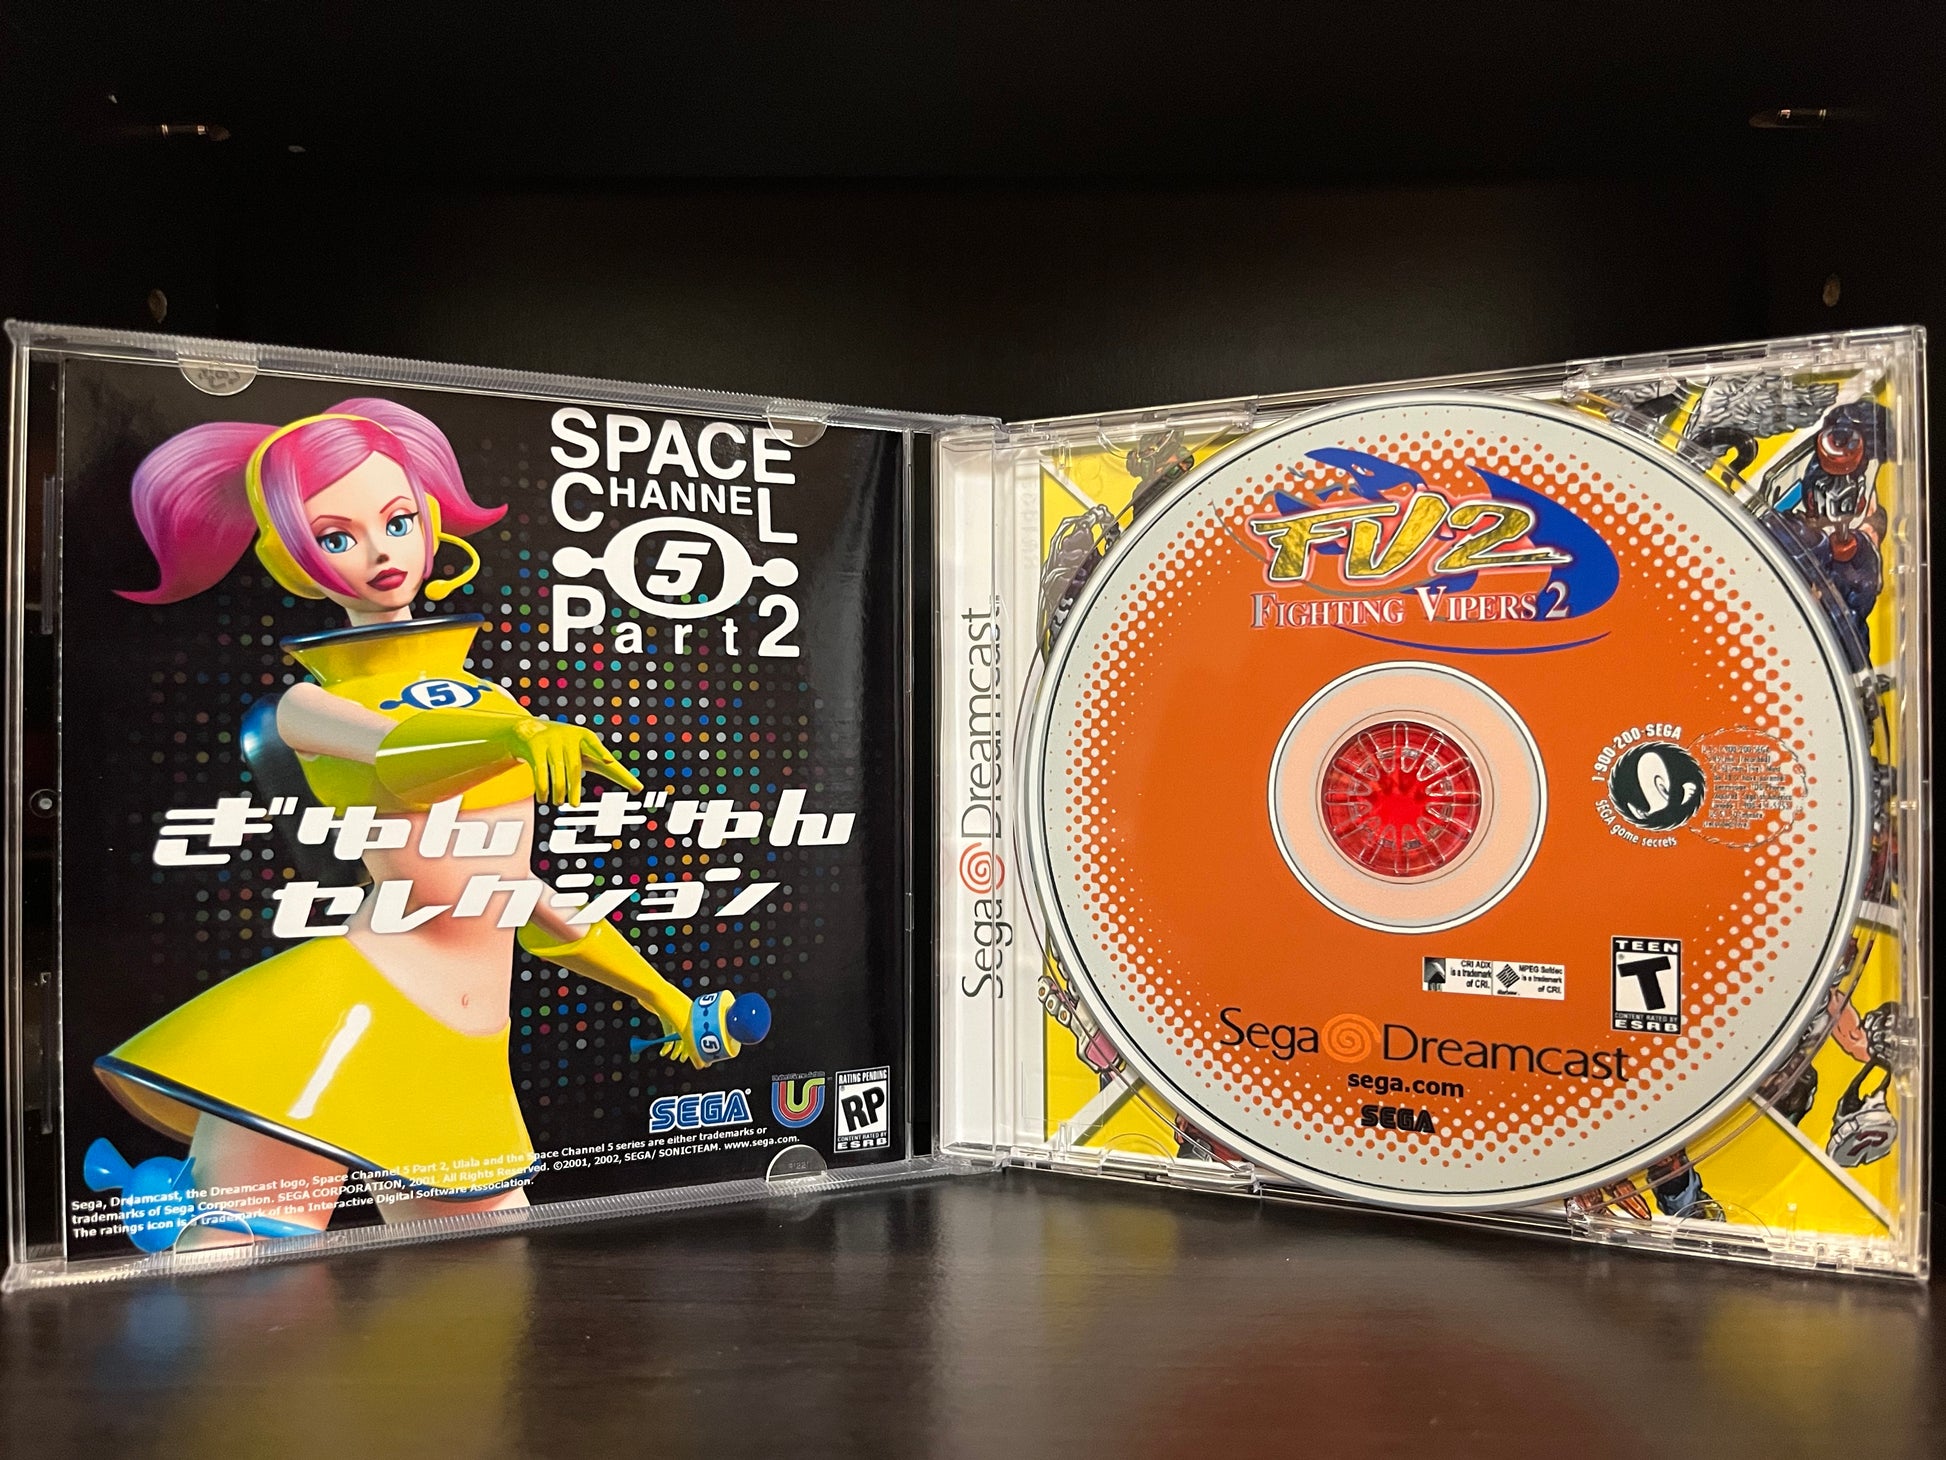 SPACE
CHANNEL
5
Part 2
5
ぎゅんぎゅん
セレクション
5
5
SEGA
RATING PENDING
RP
CONTENT RATED BY
ESRB
Sega, Dreamcast, the Dreamcast logo, Space Channel 5 Part 2, Ulala and the Space Channel 5 series are either trademarks or
trademarks of Sega Corporation. SEGA CORPORATION, 2001. All Rights Reserved. ©2001, 2002, SEGA/ SONICTEAM. www.sega.com.
The ratings icon is a trademark of the Interactive Digital Software Association.
Sega Dreamcast
FV2
FIGHTING VIPERS 2
1-900-200-SEGA
SEGA game secrets
CRI ADX
is a trademark
of CRI.
MPEG Sofdec
is a trademark
of CRI.
TEEN
T
CONTENT RATED BY
ESRB
Sega Dreamcast
sega.com
SEGA